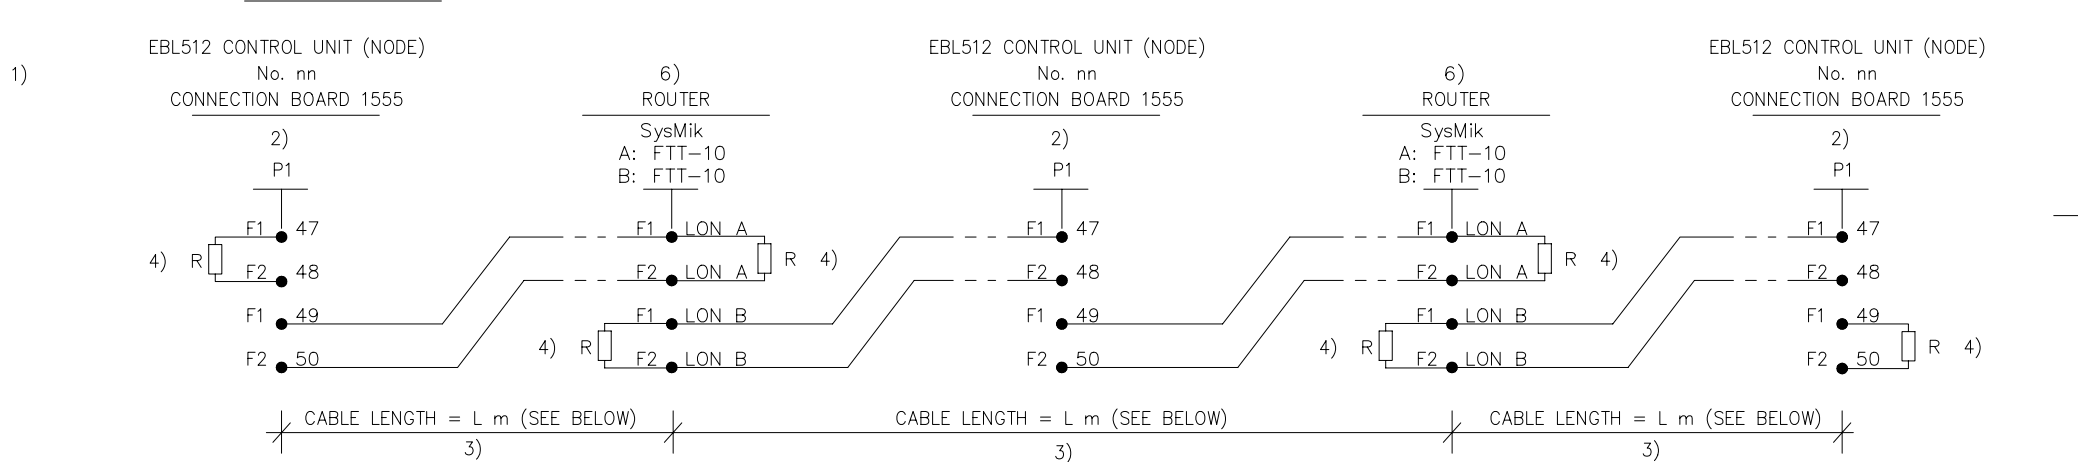 1)
EBL512 CONTROL UNIT (NODE)
No. nn
CONNECTION BOARD 1555
2)
P1
F1 47
F2 48
4) R
F1 49
F2 50
6)
ROUTER
SysMik
A: FTT-10
B: FTT-10
F1 LON A
F2 LON A
R 4)
F1 LON B
F2 LON B
4) R
EBL512 CONTROL UNIT (NODE)
No. nn
CONNECTION BOARD 1555
2)
P1
F1 47
F2 48
F1 49
F2 50
6)
ROUTER
SysMik
A: FTT-10
B: FTT-10
F1 LON A
F2 LON A
R 4)
F1 LON B
F2 LON B
4) R
EBL512 CONTROL UNIT (NODE)
No. nn
CONNECTION BOARD 1555
2)
P1
F1 47
F2 48
F1 49
F2 50
R 4)
CABLE LENGTH = L m (SEE BELOW)
3)
CABLE LENGTH = L m (SEE BELOW)
3)
CABLE LENGTH = L m (SEE BELOW)
3)